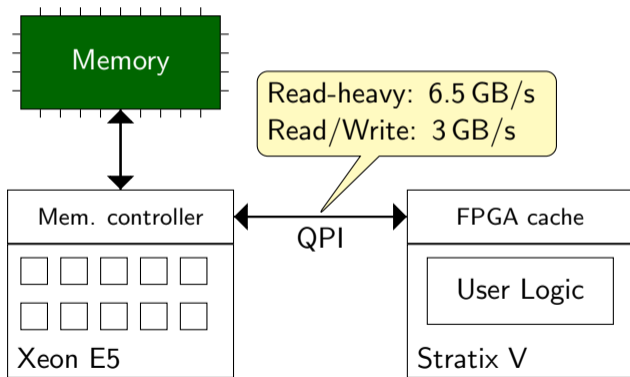 Memory
Read-heavy: 6.5 GB/s
Read/Write: 3 GB/s
Mem. controller
QPI
FPGA cache
User Logic
Xeon E5
Stratix V